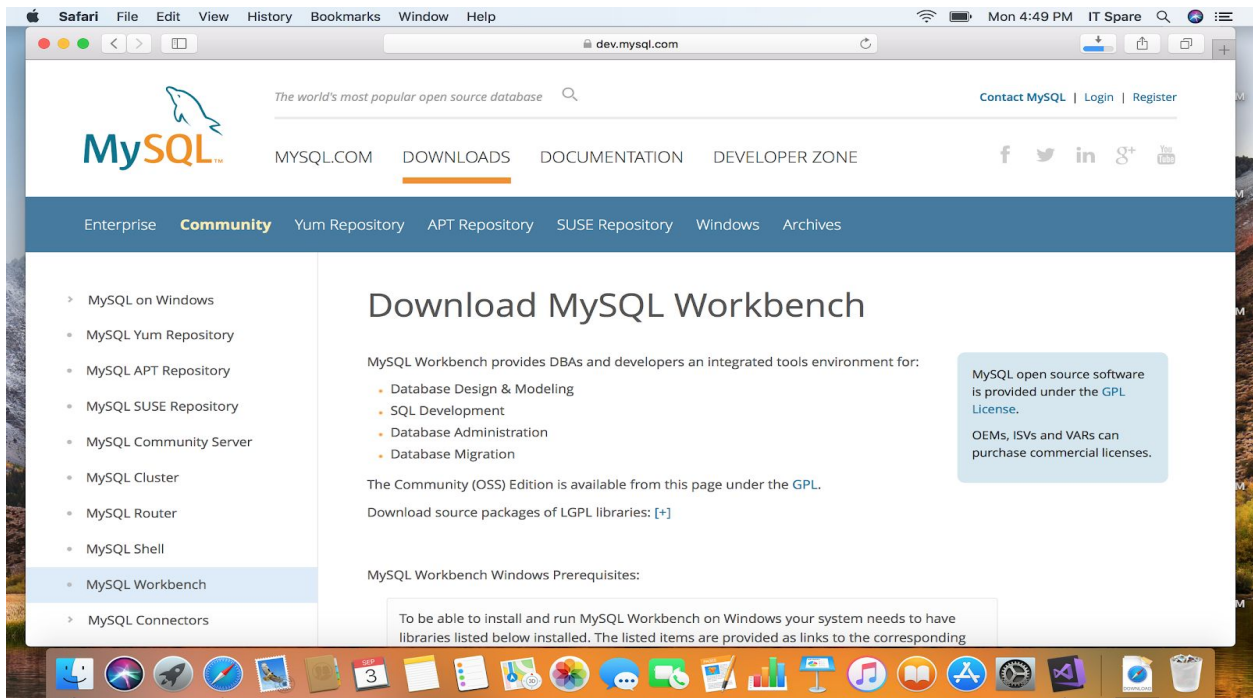 Safari File Edit View History Bookmarks Window Help Mon 4:49 PM IT Spare
dev.mysql.com
The world's most popular open source database
Contact MySQL | Login | Register
MySQL™
MYSQL.COM DOWNLOADS DOCUMENTATION DEVELOPER ZONE
f in g+ You Tube
Enterprise Community Yum Repository APT Repository SUSE Repository Windows Archives
MySQL on Windows
MySQL Yum Repository
MySQL APT Repository
MySQL SUSE Repository
MySQL Community Server
MySQL Cluster
MySQL Router
MySQL Shell
MySQL Workbench
MySQL Connectors
Download MySQL Workbench
MySQL Workbench provides DBAs and developers an integrated tools environment for:
Database Design & Modeling
SQL Development
Database Administration
Database Migration
The Community (OSS) Edition is available from this page under the GPL.
Download source packages of LGPL libraries: [+]
MySQL Workbench Windows Prerequisites:
To be able to install and run MySQL Workbench on Windows your system needs to have
libraries listed below installed. The listed items are provided as links to the corresponding
MySQL open source software
is provided under the GPL
License.
OEMs, ISVs and VARs can
purchase commercial licenses.
M
M
M
M
M
SEP
3
3D
DOWNLOAD